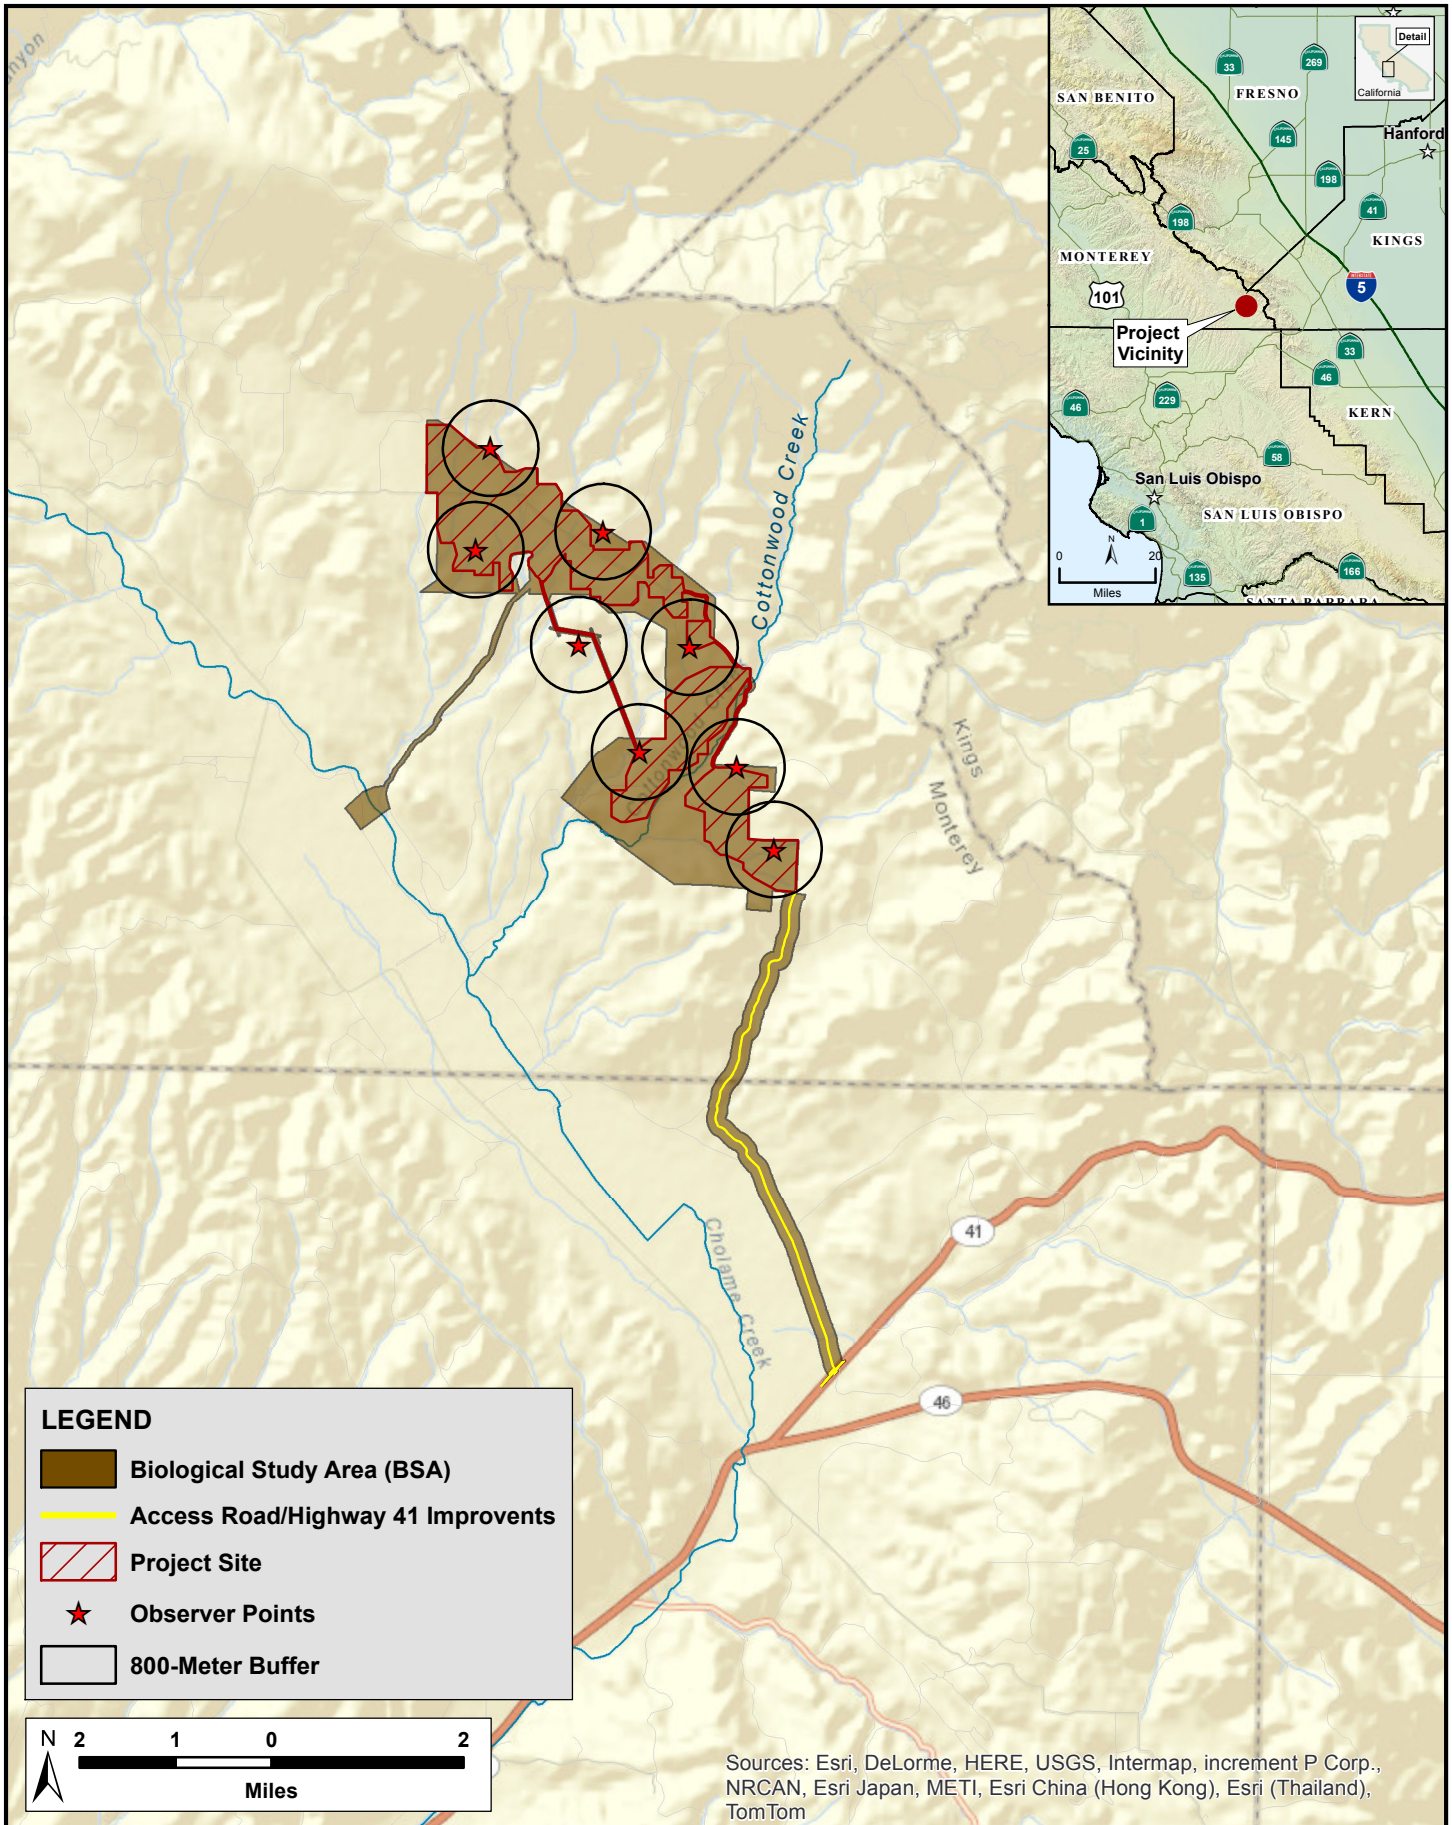 anyon
Cottonwood Creek
Kings
Monterey
Cholame Creek
41
46
Detail
California
33
269
SAN BENITO
FRESNO
145
Hanford
25
198
198
41
KINGS
MONTEREY
101
5
Project
Vicinity
33
46
229
46
KERN
58
San Luis Obispo
SAN LUIS OBISPO
1
N
0
20
Miles
135
166
SANTA BARBARA
LEGEND
Biological Study Area (BSA)
Access Road/Highway 41 Improvents
Project Site
Observer Points
800-Meter Buffer
N
2 1 0 2
Miles
Sources: Esri, DeLorme, HERE, USGS, Intermap, increment P Corp.,
NRCAN, Esri Japan, METI, Esri China (Hong Kong), Esri (Thailand),
TomTom